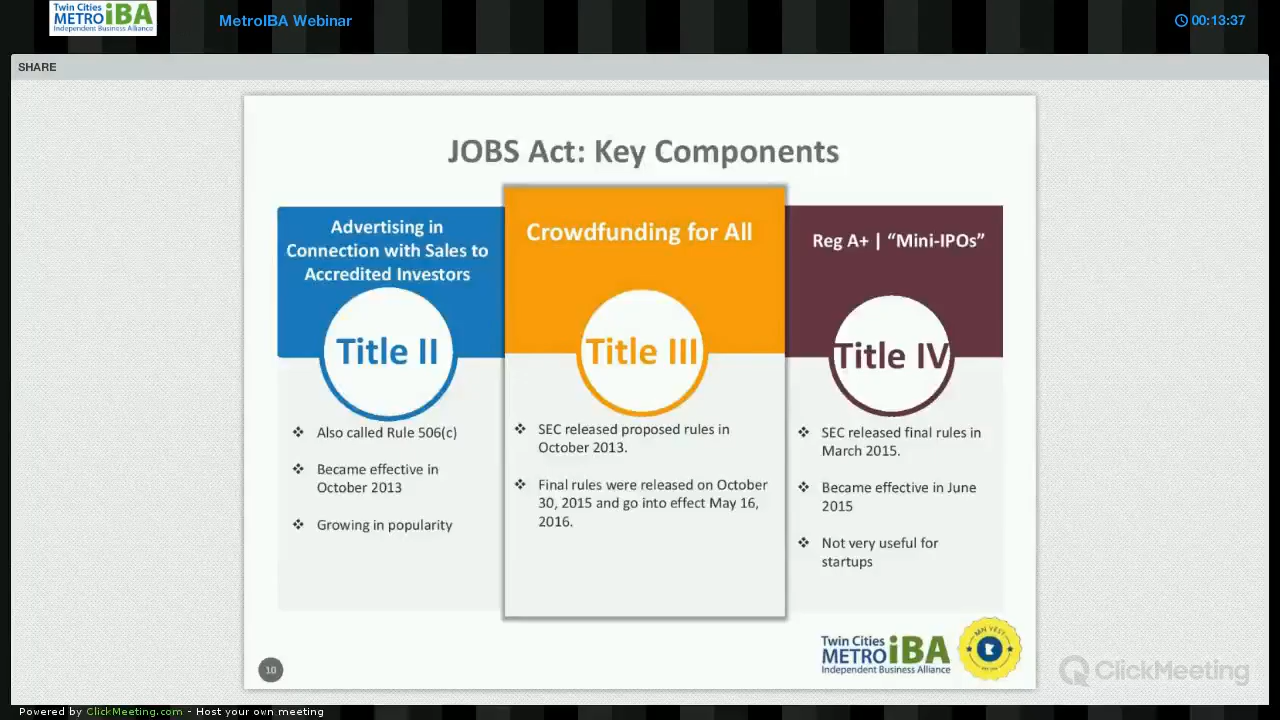 Twin Cities
METRO iBA
Independent Business Alliance
MetroIBA Webinar
00:13:37
SHARE
JOBS Act: Key Components
Advertising in
Connection with Sales to
Accredited Investors
Title II
❖ Also called Rule 506(c)
❖ Became effective in
October 2013
❖ Growing in popularity
Crowdfunding for All
Title III
❖ SEC released proposed rules in
October 2013.
❖ Final rules were released on October
30, 2015 and go into effect May 16,
2016.
Reg A+ | “Mini-IPOs”
Title IV
❖ SEC released final rules in
March 2015.
❖ Became effective in June
2015
❖ Not very useful for
startups
10
Twin Cities
METRO iBA
Independent Business Alliance
MN VEST
ClickMeeting
Powered by ClickMeeting.com - Host your own meeting